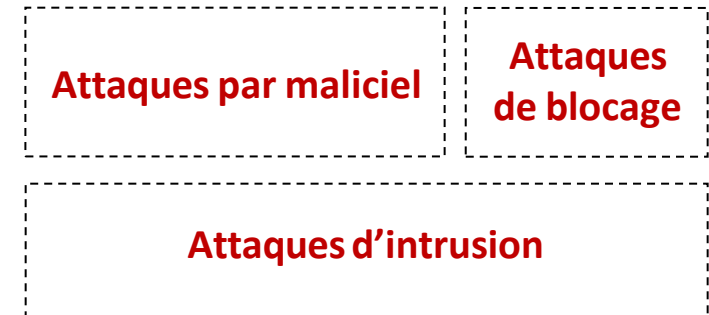 Attaques par maliciel
Attaques
de blocage
Attaques d’intrusion